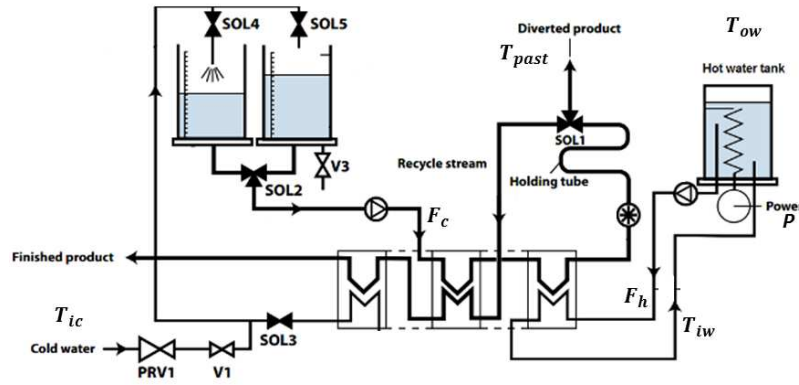 SOL4
SOL5
Diverted product
T_past
T_ow
Hot water tank
SOL1
V3
Recycle stream
Holding tube
SOL2
Power
P
F_c
Finished product
F_h
T_ic
T_iw
SOL3
Cold water
PRV1
V1